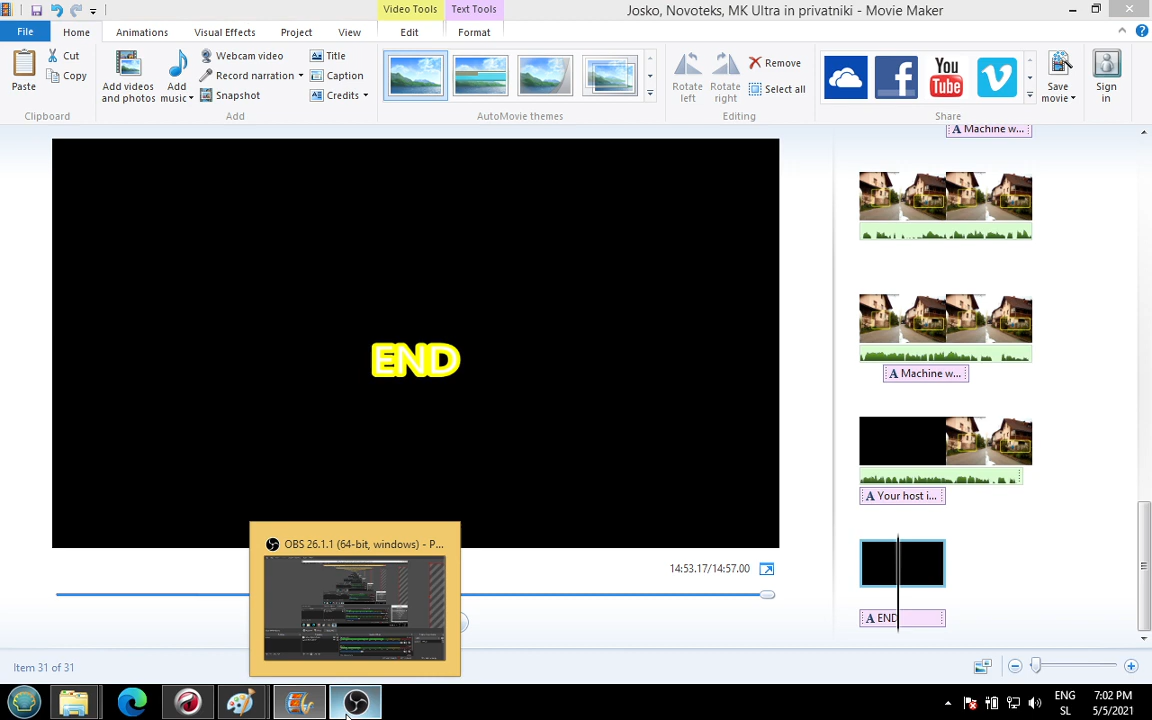 Video Tools
Text Tools
Josko, Novoteks, MK Ultra in privatniki - Movie Maker
File
Home
Animations
Visual Effects
Project
View
Edit
Format
Paste
Cut
Copy
Clipboard
Add videos
and photos
Add
music
Webcam video
Record narration
Snapshot
Title
Caption
Credits
Add
AutoMovie themes
Rotate
left
Rotate
right
Remove
Select all
Editing
f
You
Tube
v
Share
Save
movie
Sign
in
END
A Machine w...
A Machine w...
A Your host i...
A END
OBS 26.1.1 (64-bit, windows) - P...
14:53.17/14:57.00
Item 31 of 31
ENG
SL
7:02 PM
5/5/2021